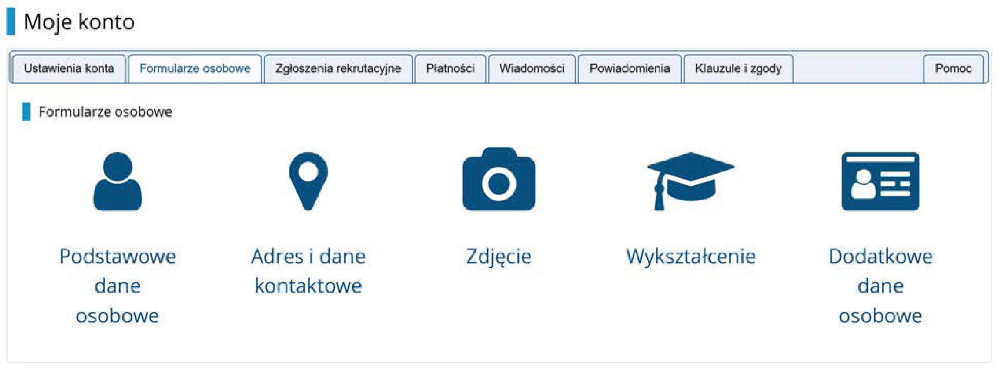 Moje konto
Ustawienia konta Formularze osobowe Zgłoszenia rekrutacyjne Płatności Wiadomości Powiadomienia Klauzule i zgody Pomoc
Formularze osobowe
Podstawowe
dane
osobowe
Adres i dane
kontaktowe
Zdjęcie
Wykształcenie
Dodatkowe
dane
osobowe